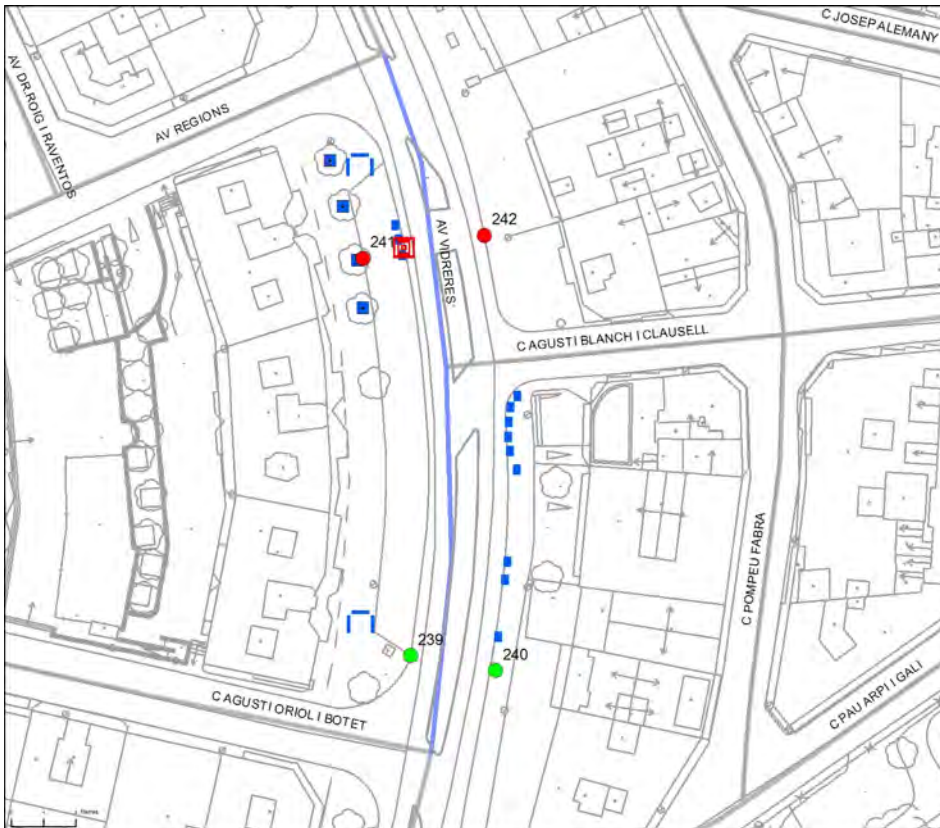 C JOSEP ALEMANY
AV DR.ROIG I RAVENTOS
AV REGIONS
242
241
AV VIDRERES
C AGUSTI BLANCH I CLAUSELL
C POMPEU FABRA
239
240
C AGUSTI ORIOL I BOTET
C PAU ARPI I GALI